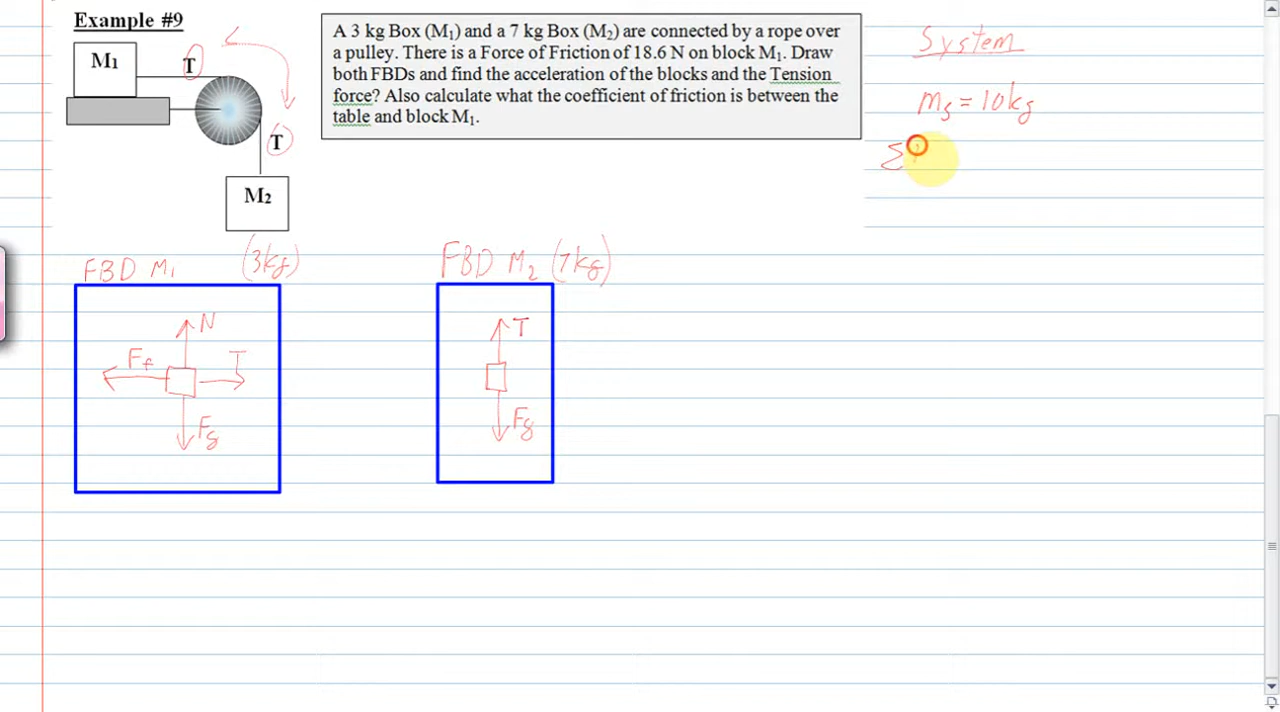 Example #9
M₁
T
T
M₂
A 3 kg Box (M₁) and a 7 kg Box (M₂) are connected by a rope over
a pulley. There is a Force of Friction of 18.6 N on block M₁. Draw
both FBDs and find the acceleration of the blocks and the Tension
force? Also calculate what the coefficient of friction is between the
table and block M₁.
System
Ms = 10kg
Σ
FBD M₁ (3kg)
N
Ff
T
Fg
FBD M₂ (7kg)
T
Fg